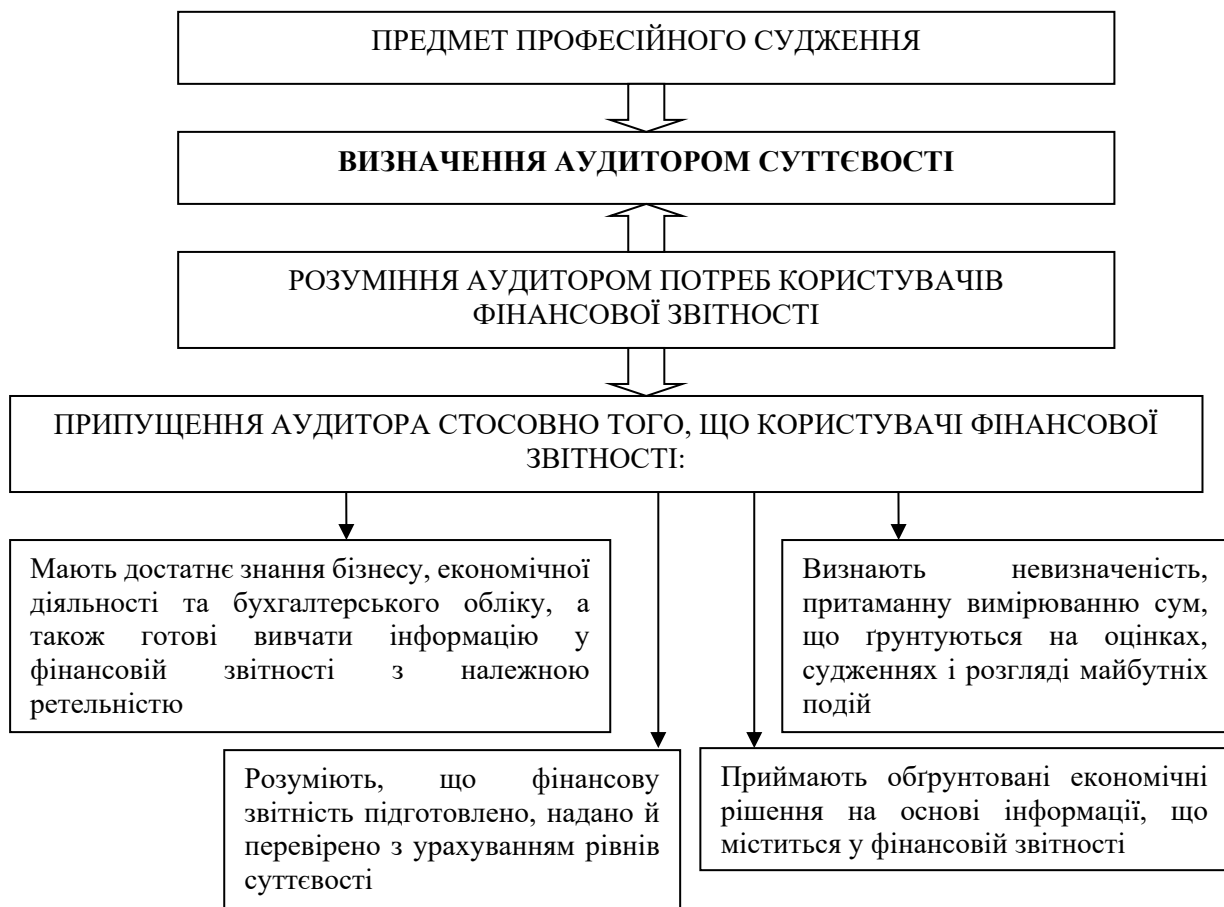 ПРЕДМЕТ ПРОФЕСІЙНОГО СУДЖЕННЯ
ВИЗНАЧЕННЯ АУДИТОРОМ СУТТЄВОСТІ
РОЗУМІННЯ АУДИТОРОМ ПОТРЕБ КОРИСТУВАЧІВ
ФІНАНСОВОЇ ЗВІТНОСТІ
ПРИПУЩЕННЯ АУДИТОРА СТОСОВНО ТОГО, ЩО КОРИСТУВАЧІ ФІНАНСОВОЇ
ЗВІТНОСТІ:
Мають достатнє знання бізнесу, економічної
діяльності та бухгалтерського обліку, а
також готові вивчати інформацію у
фінансовій звітності з належною
ретельністю
Визнають невизначеність,
притаманну вимірюванню сум,
що ґрунтуються на оцінках,
судженнях і розгляді майбутніх
подій
Розуміють, що фінансову
звітність підготовлено, надано й
перевірено з урахуванням рівнів
суттєвості
Приймають обґрунтовані економічні
рішення на основі інформації, що
міститься у фінансовій звітності